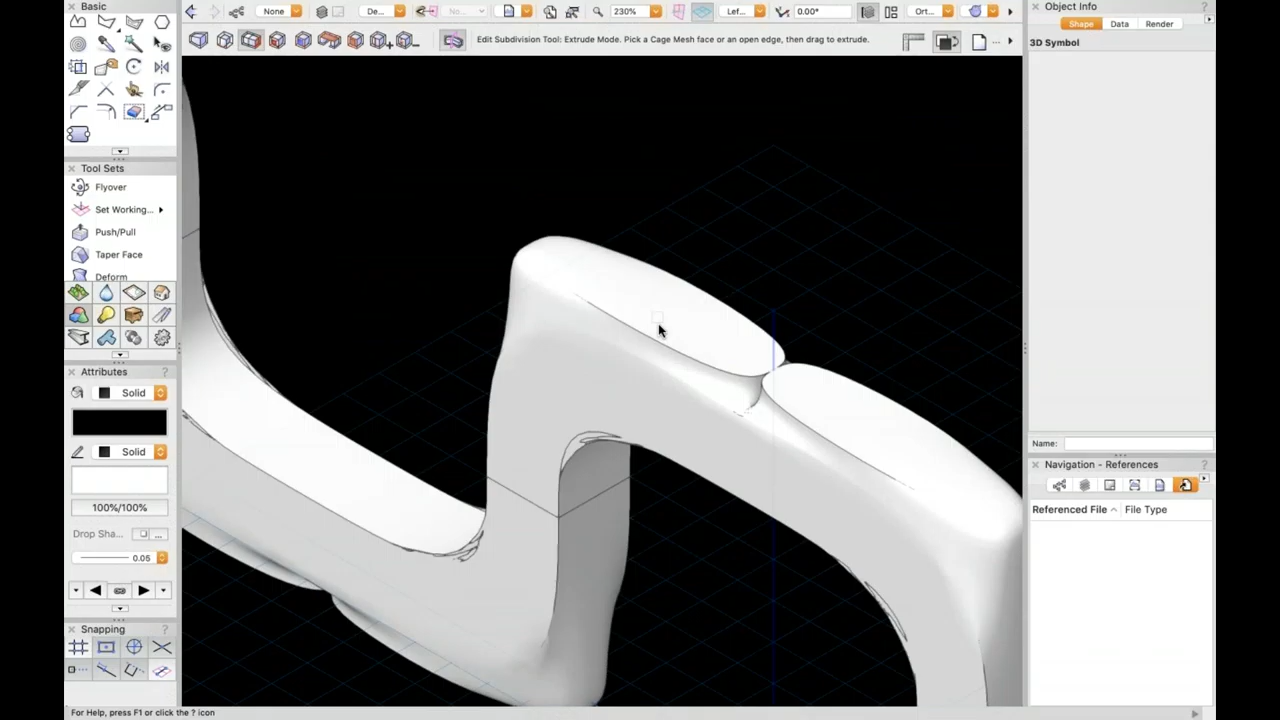 Basic
None
De...
No...
230%
Lef...
0.00°
Ort...
Edit Subdivision Tool: Extrude Mode. Pick a Cage Mesh face or an open edge, then drag to extrude.
...
Tool Sets
Flyover
Set Working...
Push/Pull
Taper Face
Deform
Attributes
?
Solid
Solid
100%/100%
Drop Sha...
...
0.05
Snapping
?
For Help, press F1 or click the ? icon
Object Info
?
Shape
Data
Render
3D Symbol
Name:
Navigation - References
?
Referenced File
File Type